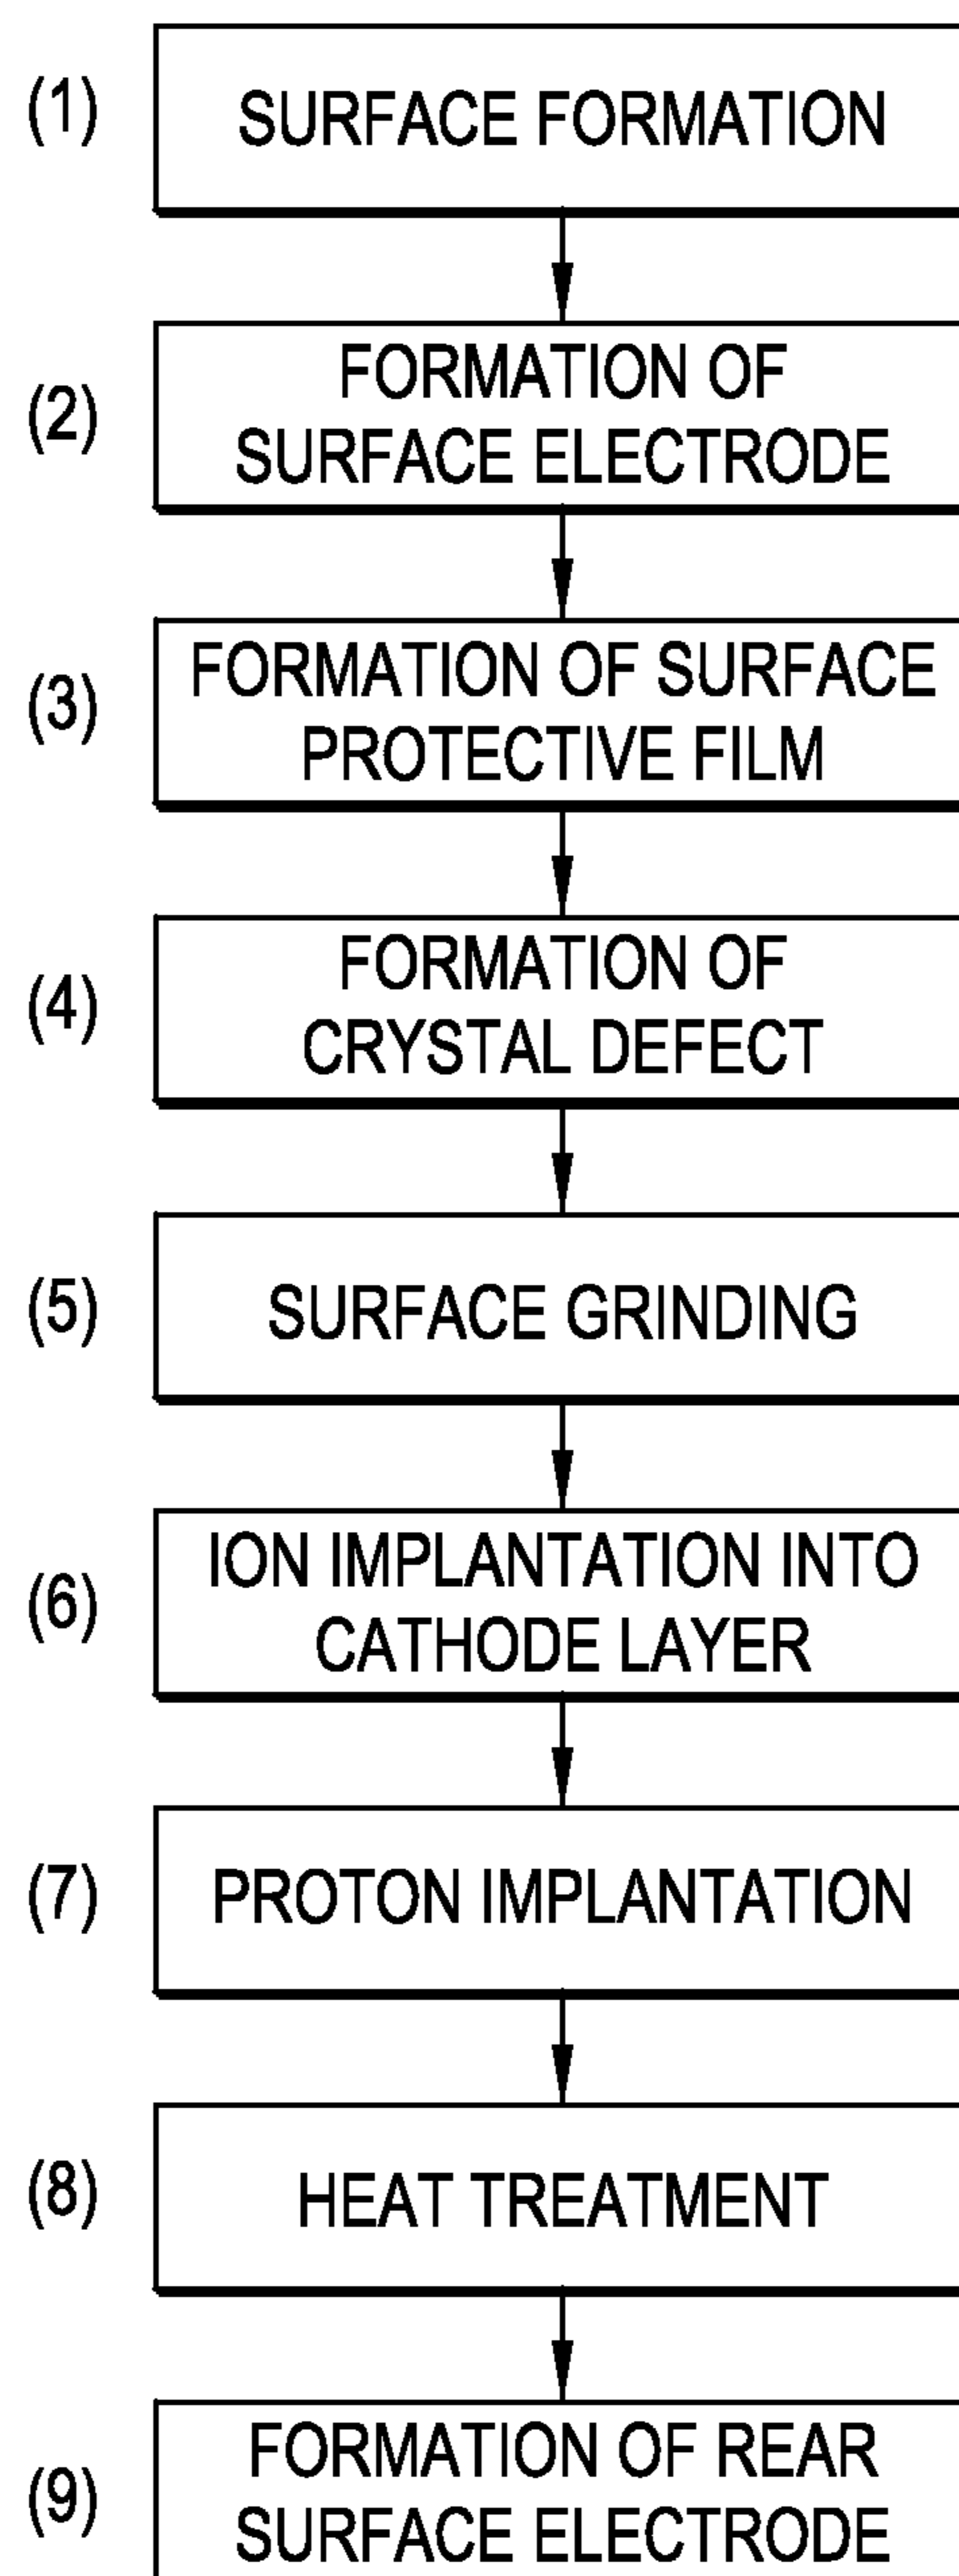 (1) SURFACE FORMATION
(2) FORMATION OF
SURFACE ELECTRODE
(3) FORMATION OF SURFACE
PROTECTIVE FILM
(4) FORMATION OF
CRYSTAL DEFECT
(5) SURFACE GRINDING
(6) ION IMPLANTATION INTO
CATHODE LAYER
(7) PROTON IMPLANTATION
(8) HEAT TREATMENT
(9) FORMATION OF REAR
SURFACE ELECTRODE